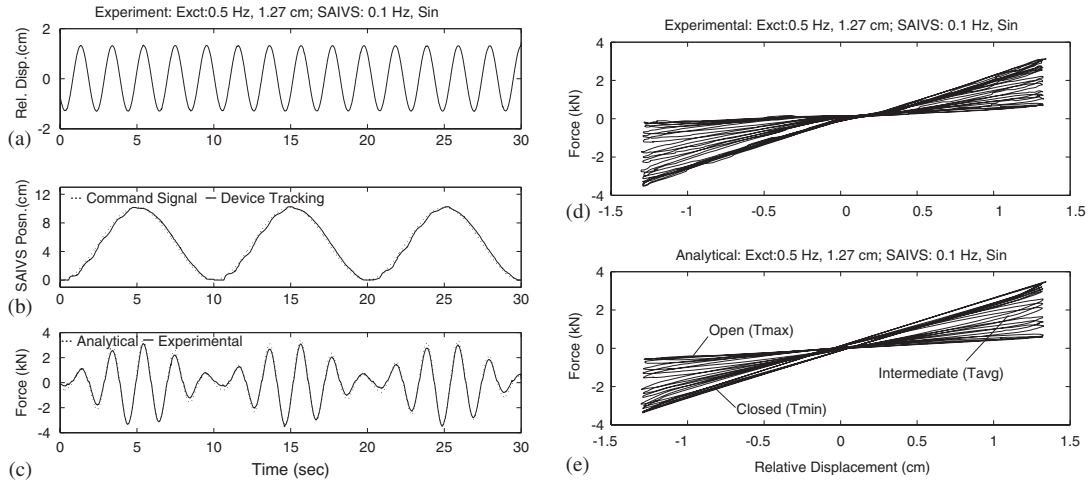 Experiment: Exct:0.5 Hz, 1.27 cm; SAIVS: 0.1 Hz, Sin
Rel. Disp.(cm)
2
0
-2
0 5 10 15 20 25 30
(a)
SAIVS Posn.(cm)
12
8
4
0
Command Signal Device Tracking
0 5 10 15 20 25 30
(b)
Force (kN)
4
2
0
-2
-4
Analytical Experimental
0 5 10 15 20 25 30
Time (sec)
(c)
Experimental: Exct:0.5 Hz, 1.27 cm; SAIVS: 0.1 Hz, Sin
Force (kN)
4
2
0
-2
-4
-1.5 -1 -0.5 0 0.5 1 1.5
(d)
Analytical: Exct:0.5 Hz, 1.27 cm; SAIVS: 0.1 Hz, Sin
Force (kN)
4
2
0
-2
-4
Open (Tmax)
Intermediate (Tavg)
Closed (Tmin)
-1.5 -1 -0.5 0 0.5 1 1.5
Relative Displacement (cm)
(e)